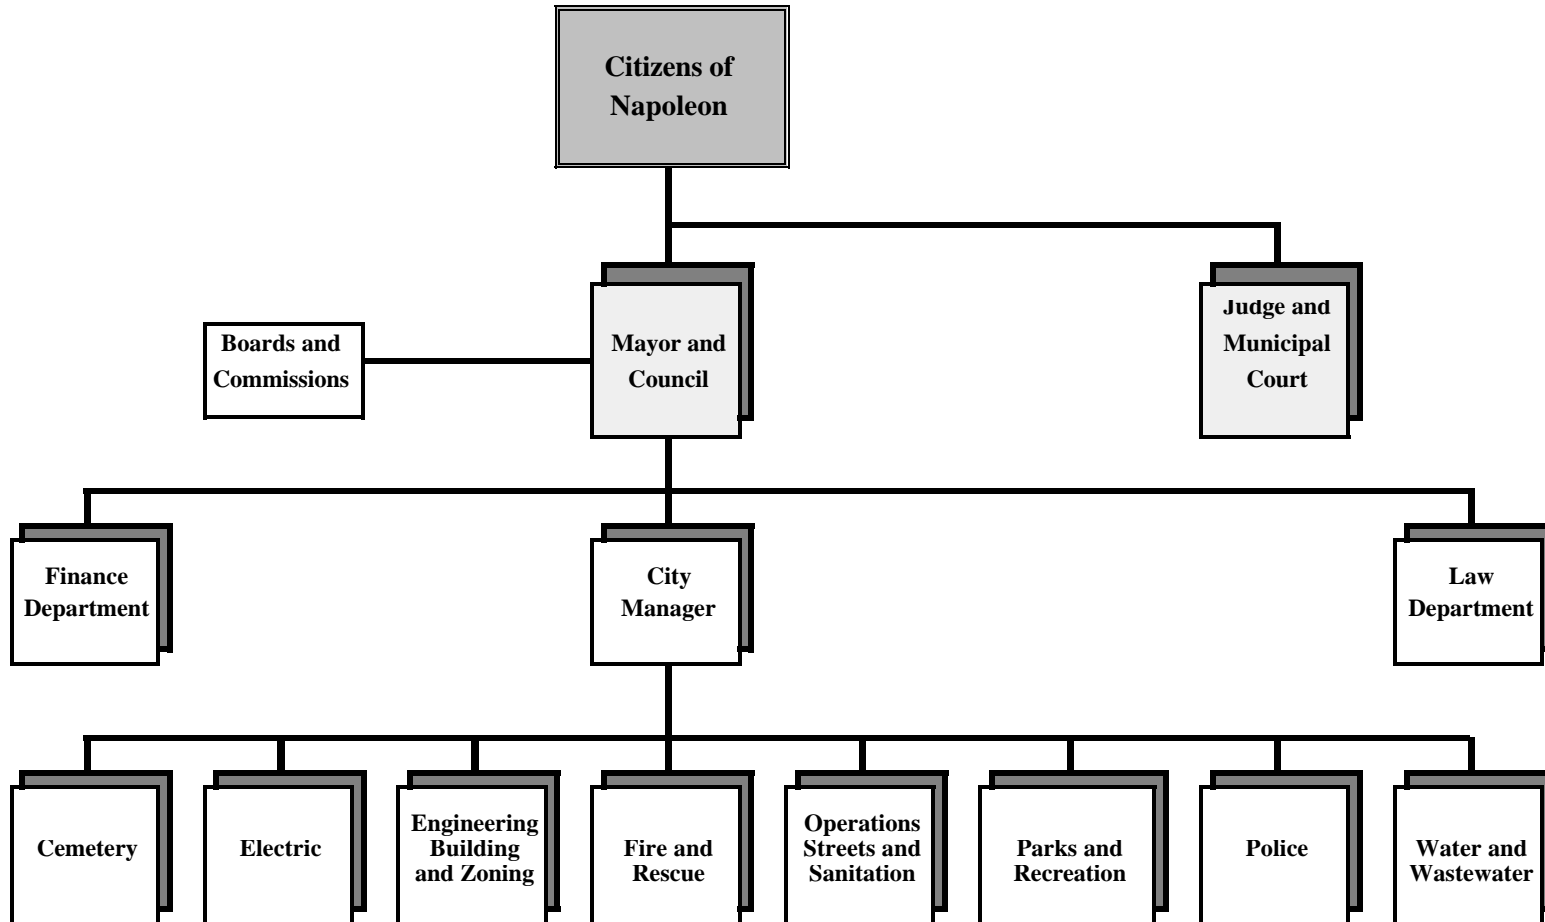 Citizens of
Napoleon
Judge and
Municipal
Court
Boards and
Commissions
Mayor and
Council
Finance
Department
City
Manager
Law
Department
Cemetery
Electric
Engineering
Building
and Zoning
Fire and
Rescue
Operations
Streets and
Sanitation
Parks and
Recreation
Police
Water and
Wastewater